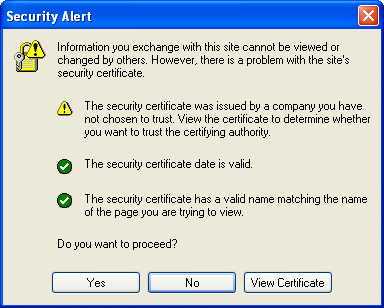 Security Alert
Information you exchange with this site cannot be viewed or
changed by others. However, there is a problem with the site's
security certificate.
The security certificate was issued by a company you have
not chosen to trust. View the certificate to determine whether
you want to trust the certifying authority.
The security certificate date is valid.
The security certificate has a valid name matching the name
of the page you are trying to view.
Do you want to proceed?
Yes
No
View Certificate